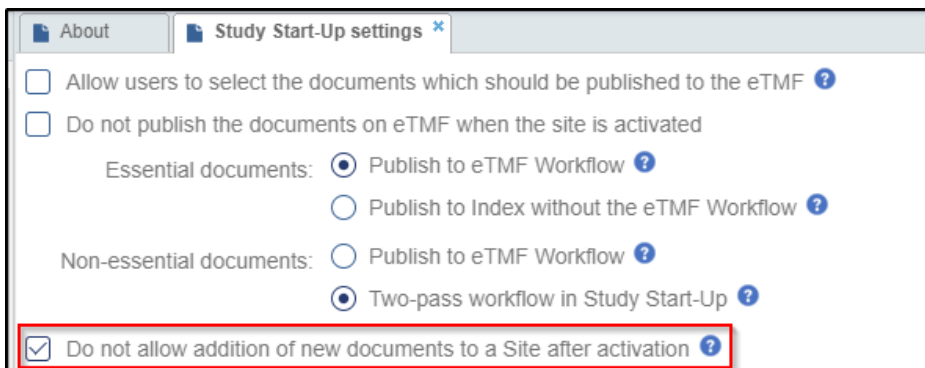 About
Study Start-Up settings
Allow users to select the documents which should be published to the eTMF ?
Do not publish the documents on eTMF when the site is activated
Essential documents: Publish to eTMF Workflow ?
Publish to Index without the eTMF Workflow ?
Non-essential documents: Publish to eTMF Workflow ?
Two-pass workflow in Study Start-Up ?
Do not allow addition of new documents to a Site after activation ?